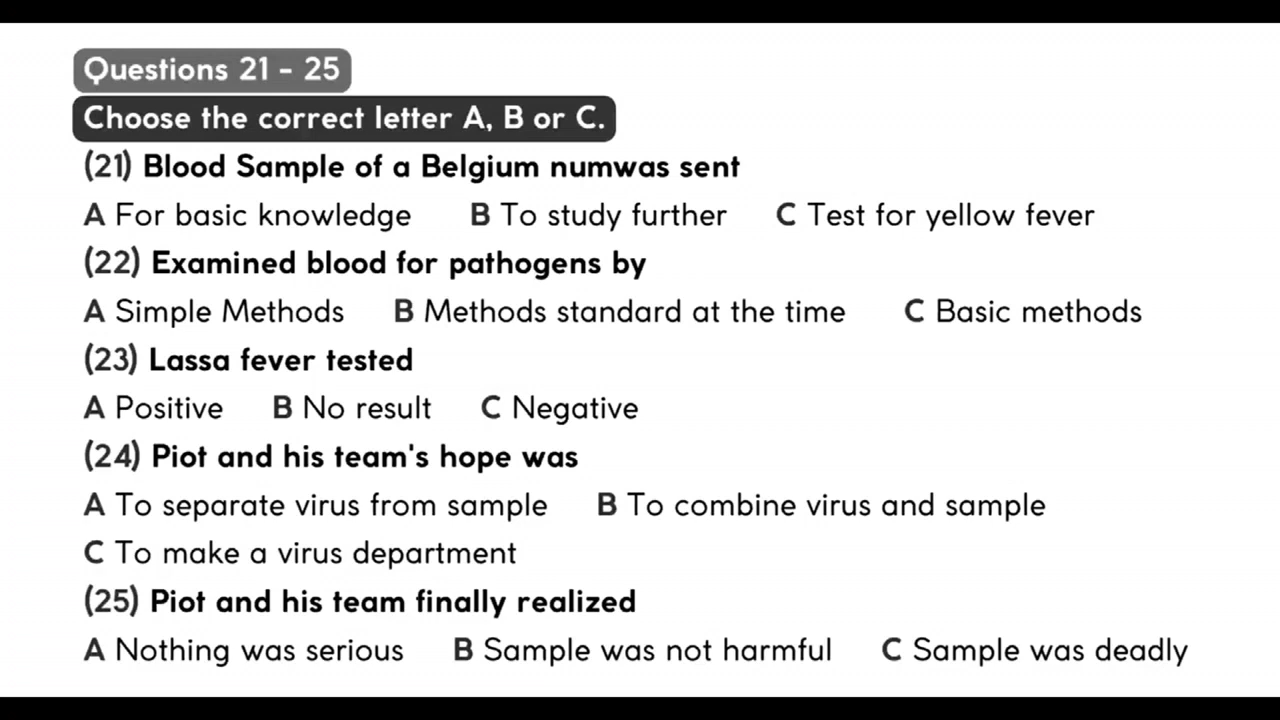 Questions 21 - 25
Choose the correct letter A, B or C.
(21) Blood Sample of a Belgium numwas sent
A For basic knowledge B To study further C Test for yellow fever
(22) Examined blood for pathogens by
A Simple Methods B Methods standard at the time C Basic methods
(23) Lassa fever tested
A Positive B No result C Negative
(24) Piot and his team's hope was
A To separate virus from sample B To combine virus and sample
C To make a virus department
(25) Piot and his team finally realized
A Nothing was serious B Sample was not harmful C Sample was deadly